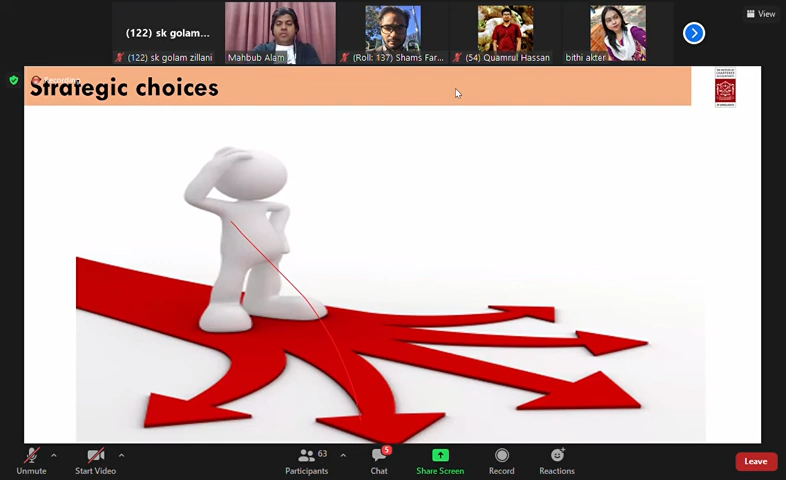 View
(122) sk golam...
(122) sk golam zillani
Mahbub Alam
(Roll: 137) Shams Far...
(54) Quamrul Hassan
bithi akter
Recording
Strategic choices
Unmute
Start Video
63
Participants
5
Chat
Share Screen
Record
Reactions
Leave